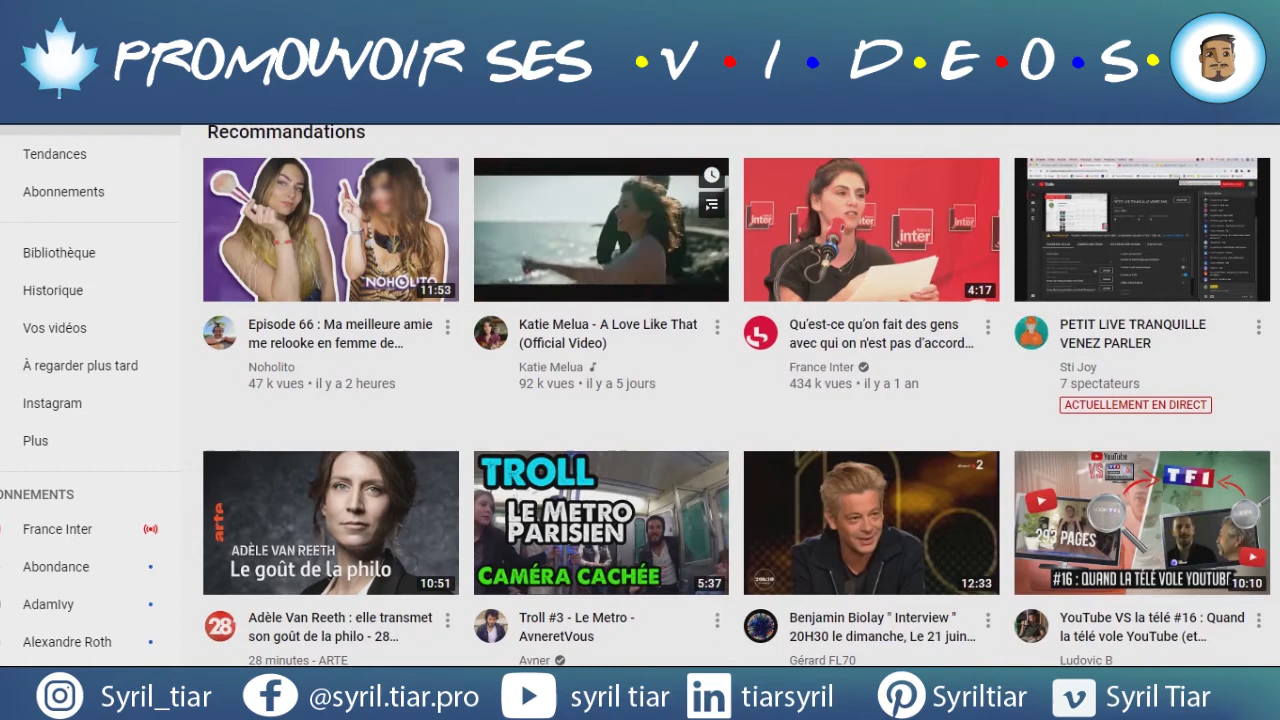 PROMOUVOIR SES • V • I • D • E • O • S •
Recommandations
Tendances
Abonnements
Bibliothèque
Historique
Vos vidéos
À regarder plus tard
Instagram
Plus
ONNEMENTS
France Inter
Abondance
AdamIvy
Alexandre Roth
NOHOLITO
11:53
Episode 66 : Ma meilleure amie
me relooke en femme de...
Noholito
47 k vues • il y a 2 heures
Katie Melua - A Love Like That
(Official Video)
Katie Melua
92 k vues • il y a 5 jours
inter
inter
inter
inter
4:17
Qu'est-ce qu'on fait des gens
avec qui on n'est pas d'accord...
France Inter
434 k vues • il y a 1 an
PETIT LIVE TRANQUILLE
VENEZ PARLER
Sti Joy
7 spectateurs
ACTUELLEMENT EN DIRECT
arte
ADÈLE VAN REETH
Le goût de la philo
10:51
Adèle Van Reeth : elle transmet
son goût de la philo - 28...
28 minutes - ARTE
TROLL
LE METRO
PARISIEN
CAMÉRA CACHÉE
5:37
Troll #3 - Le Metro -
AvneretVous
Avner
2
20h30
12:33
Benjamin Biolay " Interview "
20H30 le dimanche, Le 21 juin...
Gérard FL70
YouTube
VS
TF1
293 PAGES
#16 : QUAND LA TÉLÉ VOLE YOUTUBE
10:10
YouTube VS la télé #16 : Quand
la télé vole YouTube (et...
Ludovic B
Syril_tiar
@syril.tiar.pro
syril tiar
tiarsyril
Syriltiar
Syril Tiar